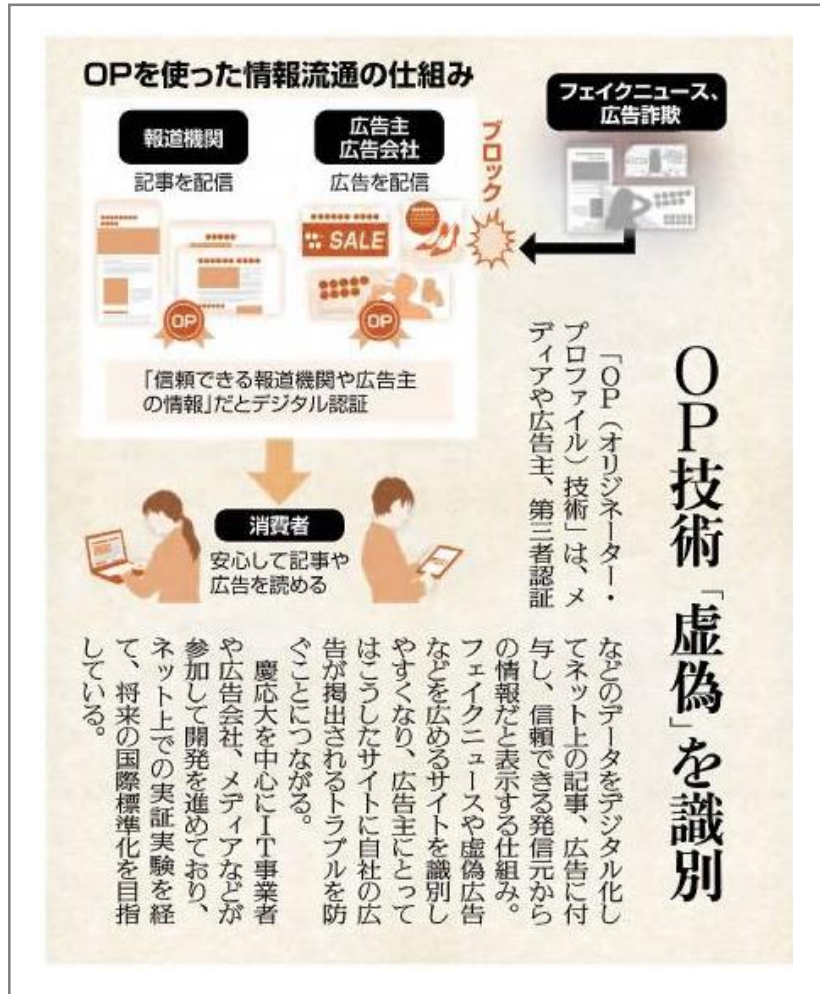 OPを使った情報流通の仕組み
報道機関
記事を配信
広告主
広告会社
広告を配信
ブロック
フェイクニュース、
広告詐欺
SALE
OP
OP
「信頼できる報道機関や広告主
の情報」だとデジタル認証
消費者
安心して記事や
広告を読める
OP技術「虚偽」を識別
「OP（オリジネーター・
プロファイル）技術」は、メ
ディアや広告主、第三者認証
などのデータをデジタル化し
てネット上の記事、広告に付
与し、信頼できる発信元から
の情報だと表示する仕組み。
フェイクニュースや虚偽広告
などを広めるサイトを識別し
やすくなり、広告主にとって
はこうしたサイトに自社の広
告が掲出されるトラブルを防
ぐことにつながる。
慶応大を中心にIT事業者
や広告会社、メディアなどが
参加して開発を進めており、
ネット上での実証実験を経
て、将来の国際標準化を目指
している。